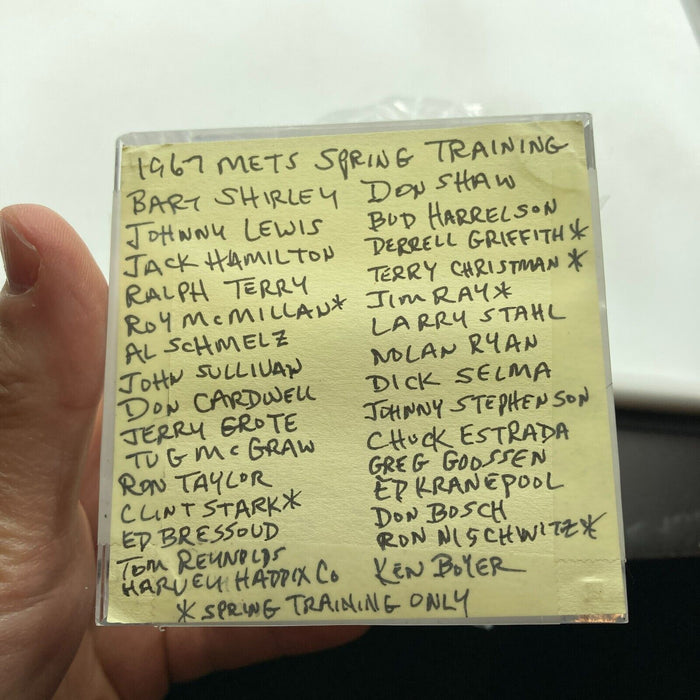 1967 METS SPRING TRAINING
BART SHIRLEY
JOHNNY LEWIS
JACK HAMILTON
RALPH TERRY
ROY McMILLAN*
AL SCHMELZ
JOHN SULLIVAN
DON CARDWELL
JERRY GROTE
TUG McGRAW
RON TAYLOR
CLINT STARK*
ED BRESSOUD
TOM REYNOLDS
HARVEY HADDIX CO
DON SHAW
BUD HARRELSON
DERRELL GRIFFITH*
TERRY CHRISTMAN*
JIM RAY*
LARRY STAHL
NOLAN RYAN
DICK SELMA
JOHNNY STEPHENSON
CHUCK ESTRADA
GREG GOOSSEN
ED KRANEPOOL
DON BOSCH
RON NISCHWITZ*
KEN BOYER
* SPRING TRAINING ONLY